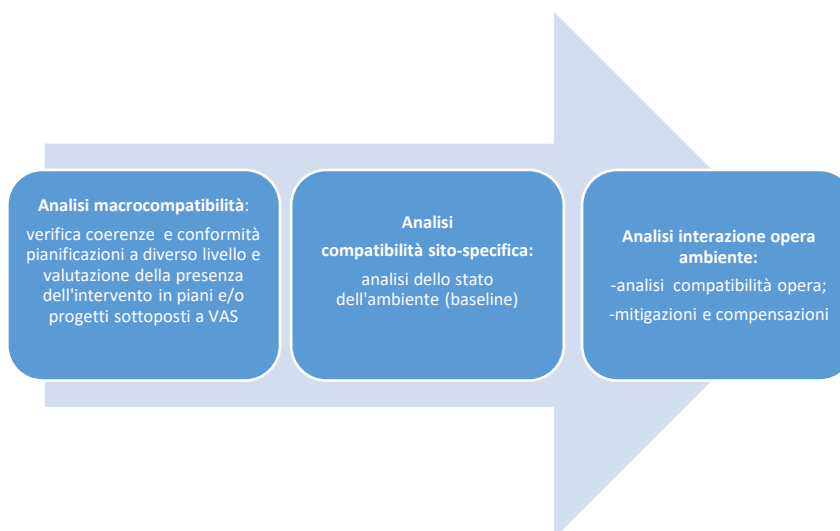 Analisi macrocompatibilità:
verifica coerenze e conformità
pianificazioni a diverso livello e
valutazione della presenza
dell'intervento in piani e/o
progetti sottoposti a VAS
Analisi
compatibilità sito-specifica:
analisi dello stato
dell'ambiente (baseline)
Analisi interazione opera
ambiente:
-analisi compatibilità opera;
-mitigazioni e compensazioni